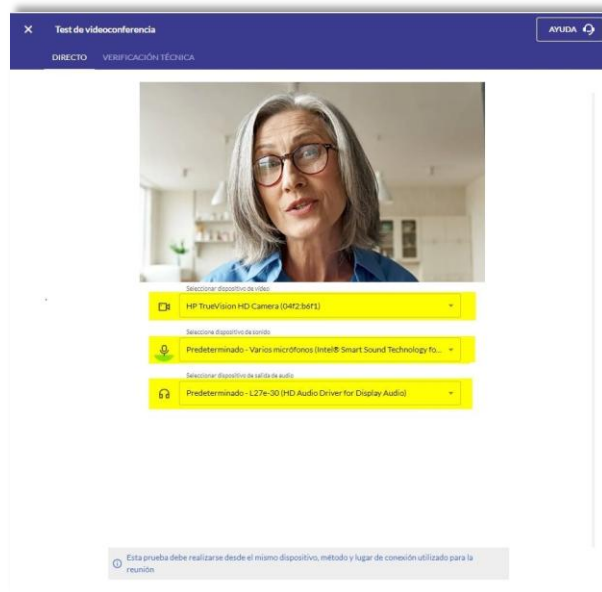 Test de videoconferencia
AYUDA
DIRECTO VERIFICACIÓN TÉCNICA
Seleccionar dispositivo de vídeo
HP TrueVision HD Camera (04f2:b6f1)
Seleccione dispositivo de sonido
Predeterminado - Varios micrófonos (Intel® Smart Sound Technology fo...
Seleccionar dispositivo de salida de audio
Predeterminado - L27e-30 (HD Audio Driver for Display Audio)
Esta prueba debe realizarse desde el mismo dispositivo, método y lugar de conexión utilizado para la
reunión